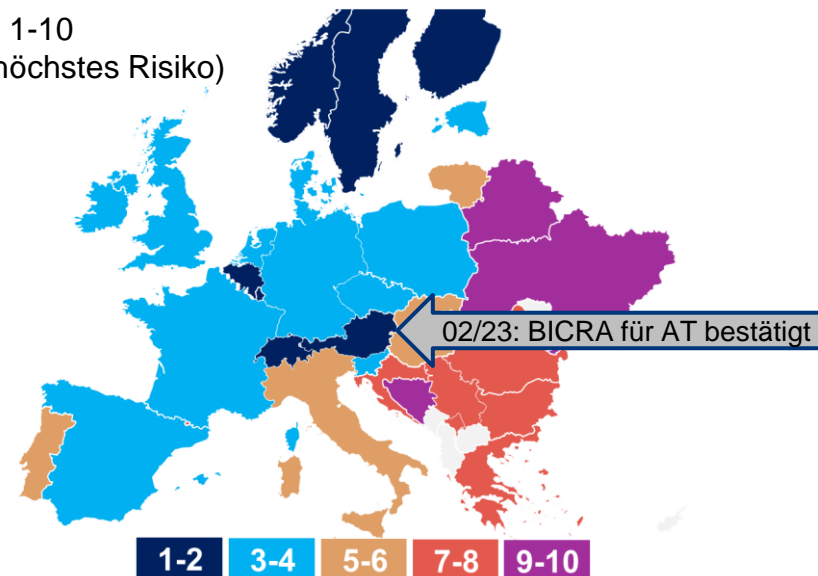 1-10
höchstes Risiko)
02/23: BICRA für AT bestätigt
1-2 3-4 5-6 7-8 9-10